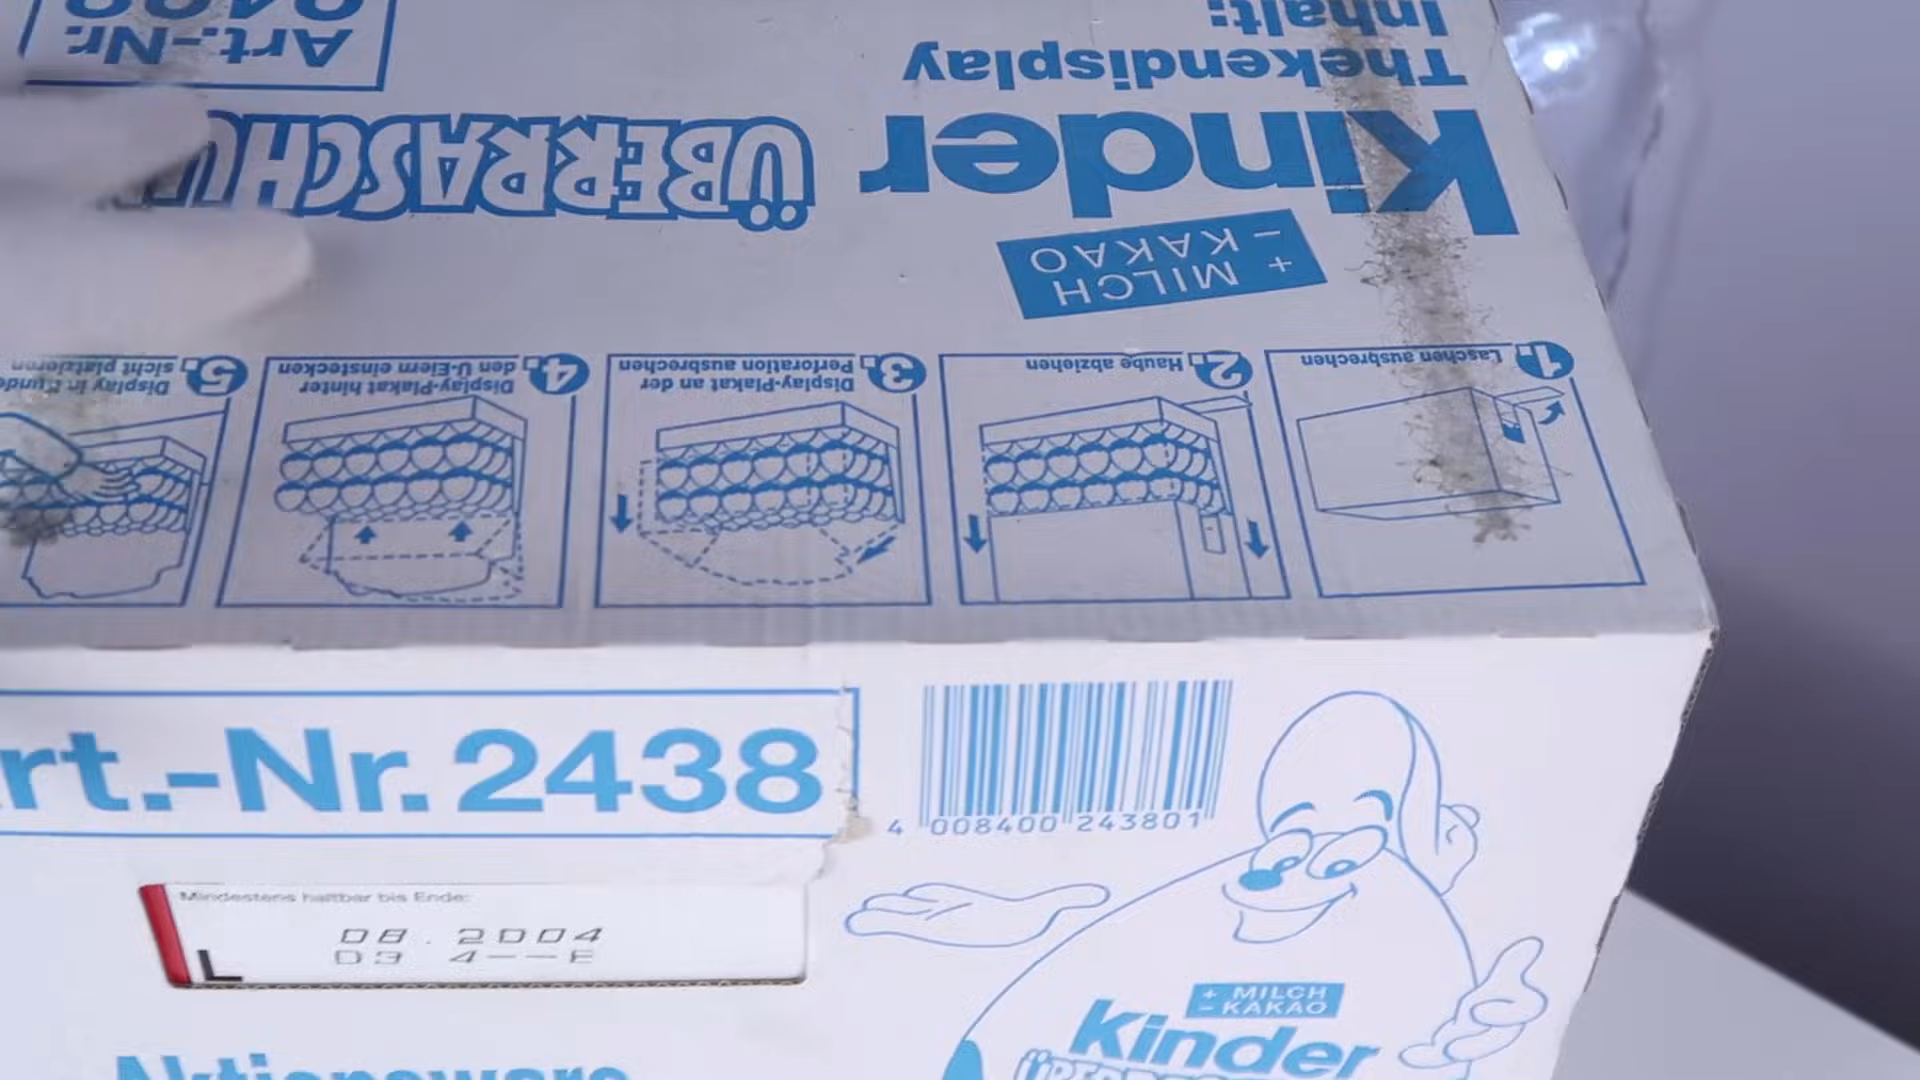 Art.-Nr.
Thekendisplay
Inhalt:
Kinder
ÜBERRASCHU
+ MILCH
- KAKAO
1. Laschen ausbrechen
2. Haube abziehen
3. Display-Plakat an der
Perforation ausbrechen
4. Display-Plakat hinter
den Ü-Eiern einstecken
5. Display in
sicht platzieren
rt.-Nr. 2438
4 008400 243801
Mindestens haltbar bis Ende:
08.2004
L
D3 4--E
Aktionsware
+ MILCH
- KAKAO
Kinder